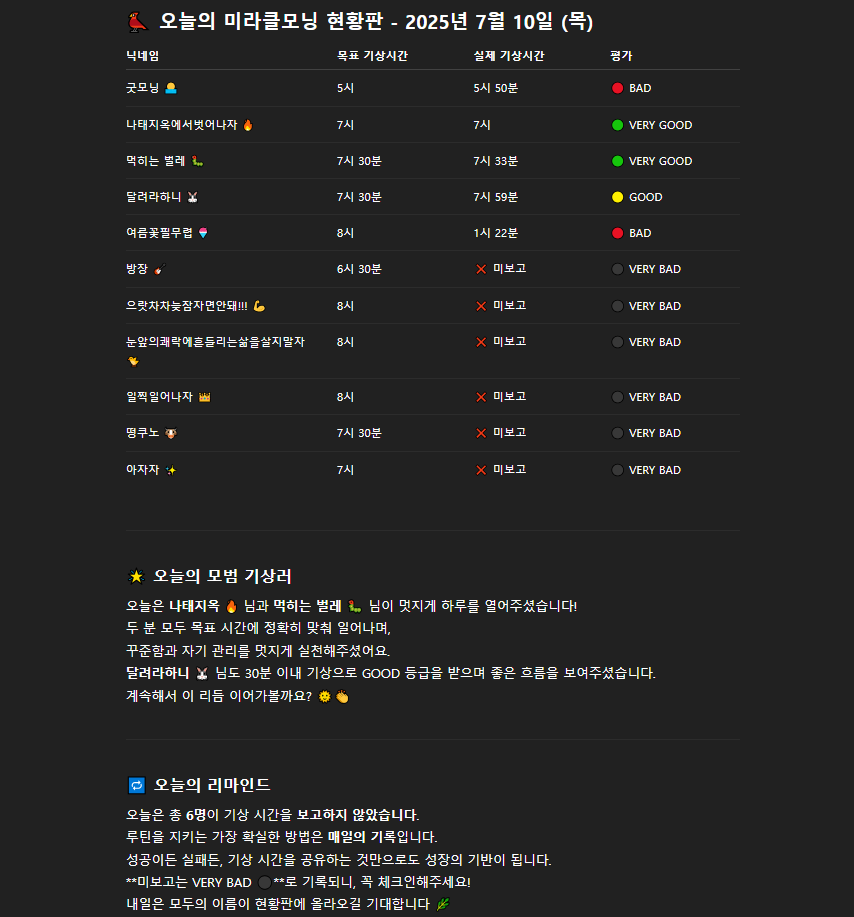 🐦 오늘의 미라클모닝 현황판 - 2025년 7월 10일 (목)
닉네임 목표 기상시간 실제 기상시간 평가
굿모닝 🙂 5시 5시 50분 🔴 BAD
나태지옥에서벗어나자 🔥 7시 7시 🟢 VERY GOOD
먹히는 벌레 🐛 7시 30분 7시 33분 🟢 VERY GOOD
달려라하니 🐰 7시 30분 7시 59분 🟡 GOOD
여름꽃필무렵 🍧 8시 1시 22분 🔴 BAD
방장 🎸 6시 30분 ❌ 미보고 ⚫ VERY BAD
으랏차차늦잠자면안돼!!! 💪 8시 ❌ 미보고 ⚫ VERY BAD
눈앞의쾌락에흔들리는삶을살지말자 8시 ❌ 미보고 ⚫ VERY BAD
🐤
일찍일어나자 👑 8시 ❌ 미보고 ⚫ VERY BAD
띵쿠노 🐮 7시 30분 ❌ 미보고 ⚫ VERY BAD
아자자 ✨ 7시 ❌ 미보고 ⚫ VERY BAD
🌟 오늘의 모범 기상러
오늘은 나태지옥 🔥 님과 먹히는 벌레 🐛 님이 멋지게 하루를 열어주셨습니다!
두 분 모두 목표 시간에 정확히 맞춰 일어나며,
꾸준함과 자기 관리를 멋지게 실천해주셨어요.
달려라하니 🐰 님도 30분 이내 기상으로 GOOD 등급을 받으며 좋은 흐름을 보여주셨습니다.
계속해서 이 리듬 이어가볼까요? 🌞👏
🔁 오늘의 리마인드
오늘은 총 6명이 기상 시간을 보고하지 않았습니다.
루틴을 지키는 가장 확실한 방법은 매일의 기록입니다.
성공이든 실패든, 기상 시간을 공유하는 것만으로도 성장의 기반이 됩니다.
**미보고는 VERY BAD ⚫**로 기록되니, 꼭 체크인해주세요!
내일은 모두의 이름이 현황판에 올라오길 기대합니다 🌿